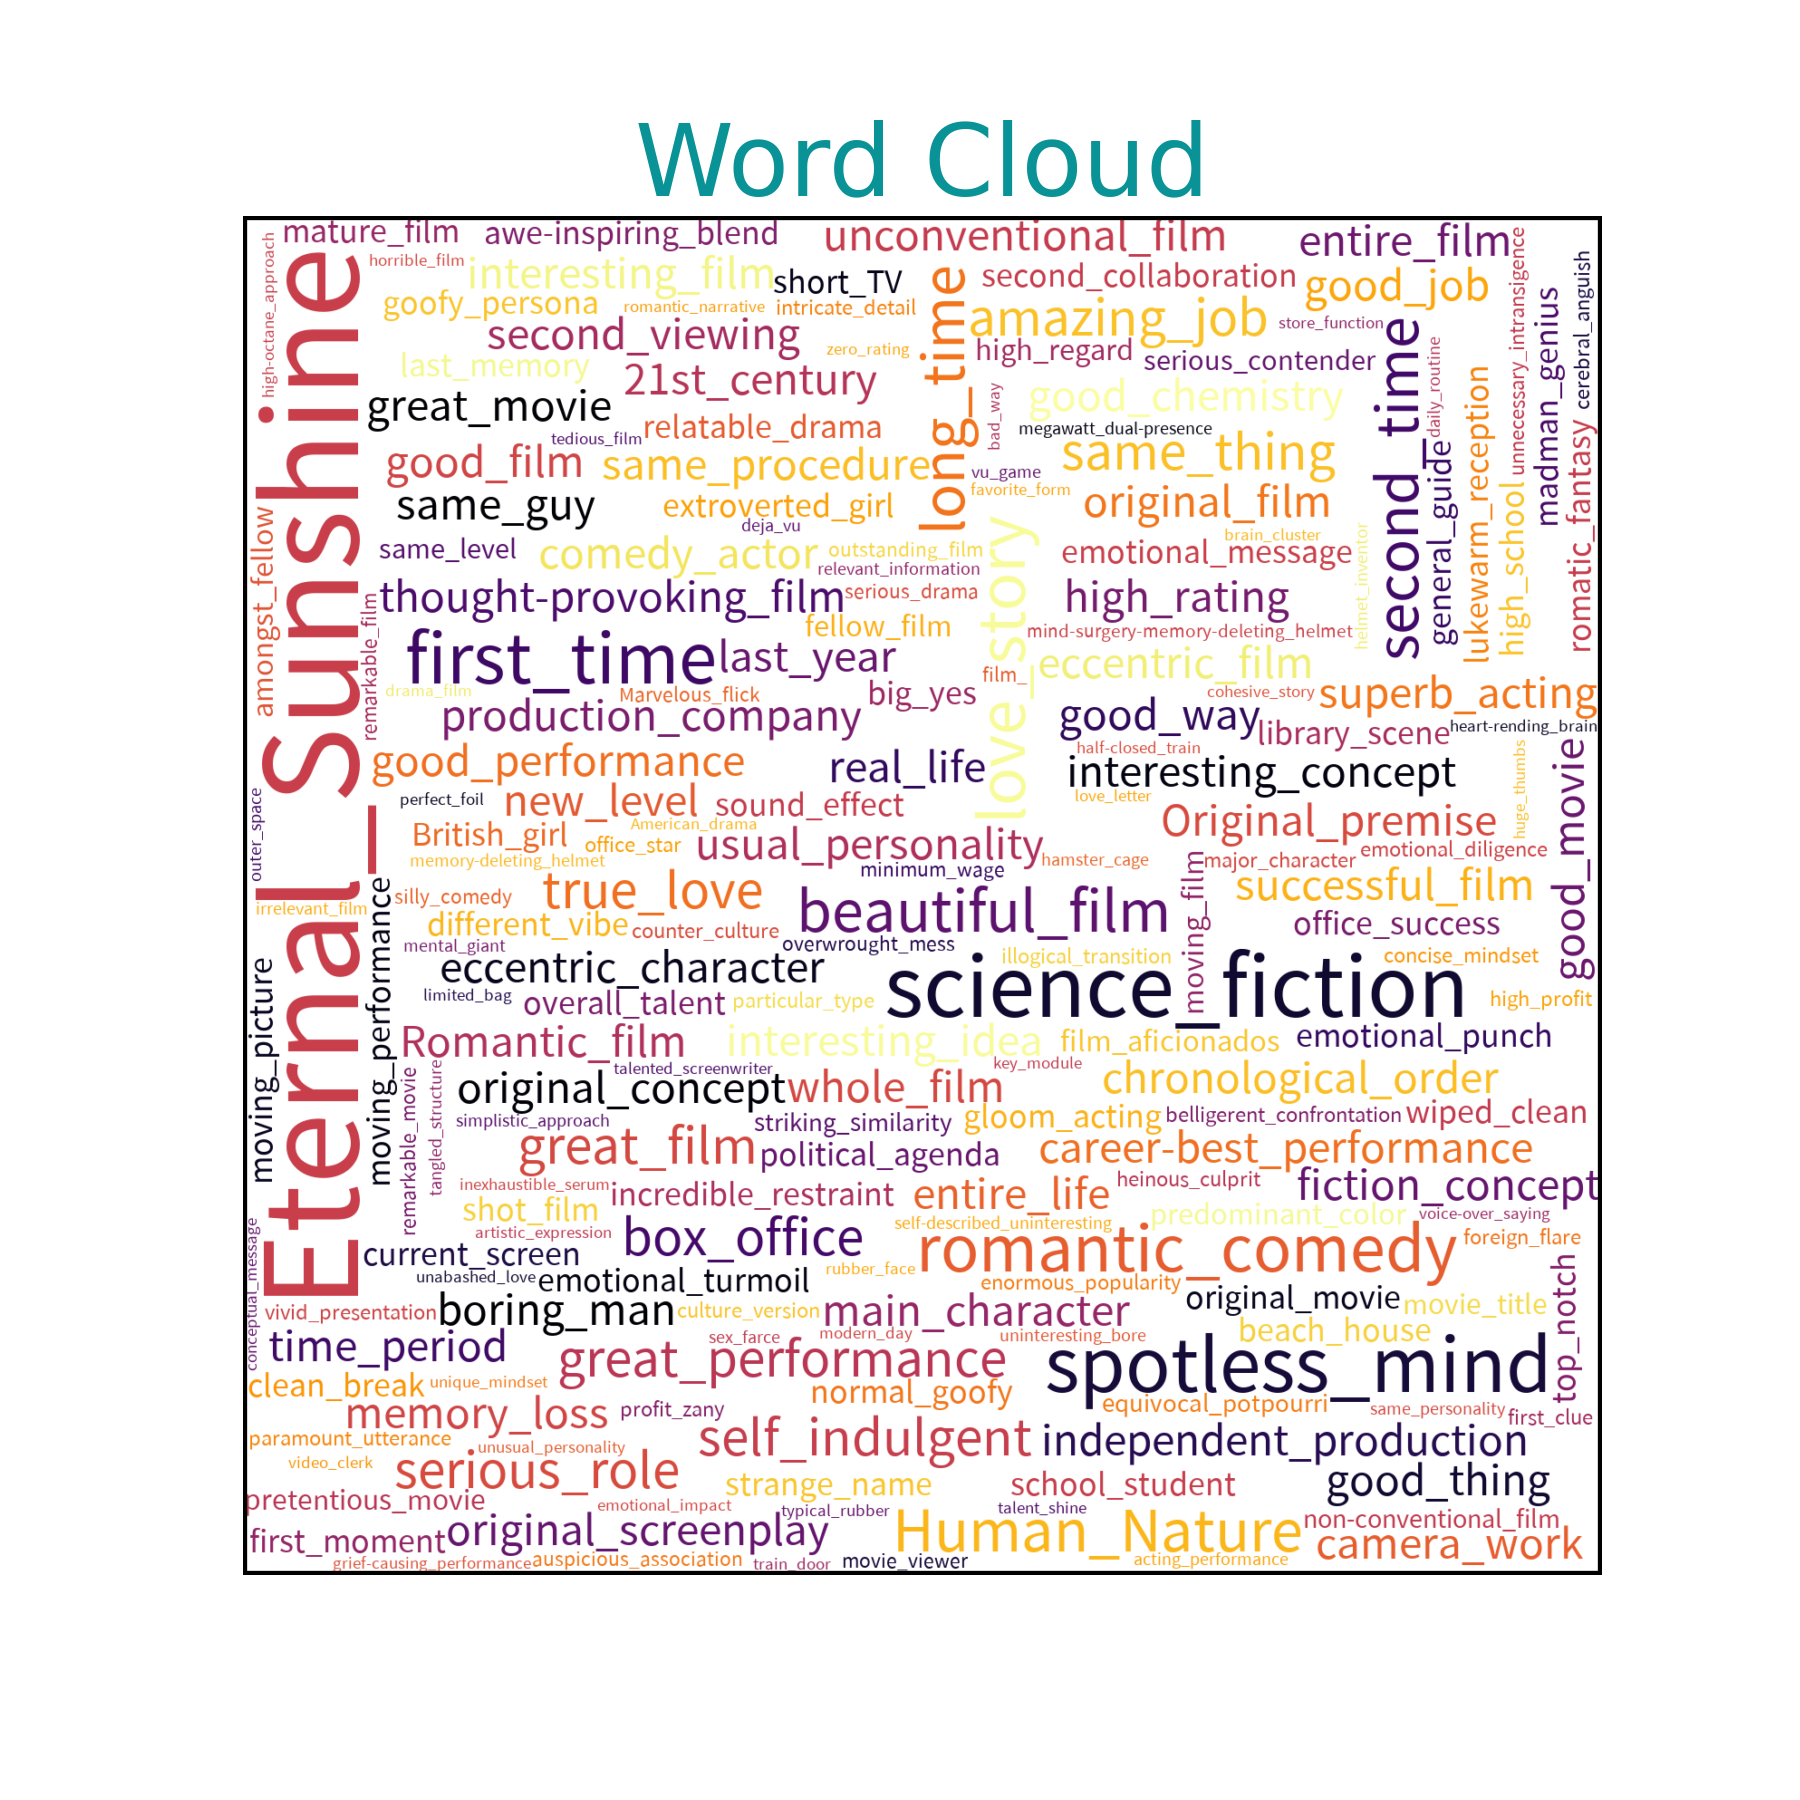 Word Cloud
mature_film
awe-inspiring_blend
unconventional_film
entire_film
horrible_film
interesting_film
short_TV
second_collaboration
good_job
goofy_persona
romantic_narrative
intricate_detail
amazing_job
store_function
second_viewing
zero_rating
high_regard
serious_contender
last_memory
21st_century
good_chemistry
great_movie
tedious_film
relatable_drama
megawatt_dual-presence
good_film
same_procedure
same_thing
vu_game
favorite_form
same_guy
extroverted_girl
deja_vu
original_film
brain_cluster
same_level
comedy_actor
outstanding_film
relevant_information
emotional_message
thought-provoking_film
serious_drama
high_rating
fellow_film
mind-surgery-memory-deleting_helmet
first_time
last_year
film_
eccentric_film
drama_film
Marvelous_flick
big_yes
cohesive_story
superb_acting
production_company
good_way
library_scene
heart-rending_brain
half-closed_train
good_performance
real_life
interesting_concept
perfect_foil
new_level
sound_effect
love_letter
American_drama
British_girl
office_star
usual_personality
Original_premise
memory-deleting_helmet
hamster_cage
major_character
emotional_diligence
minimum_wage
silly_comedy
true_love
successful_film
irrelevant_film
beautiful_film
different_vibe
counter_culture
office_success
mental_giant
overwrought_mess
illogical_transition
concise_mindset
eccentric_character
science_fiction
limited_bag
overall_talent
particular_type
high_profit
Romantic_film
interesting_idea
film_aficionados
emotional_punch
talented_screenwriter
key_module
original_concept
whole_film
chronological_order
simplistic_approach
striking_similarity
gloom_acting
belligerent_confrontation
wiped_clean
great_film
political_agenda
career-best_performance
inexhaustible_serum
incredible_restraint
entire_life
heinous_culprit
fiction_concept
shot_film
self-described_uninteresting
predominant_color
voice-over_saying
artistic_expression
box_office
romantic_comedy
foreign_flare
current_screen
unabashed_love
emotional_turmoil
rubber_face
enormous_popularity
vivid_presentation
boring_man
culture_version
main_character
original_movie
movie_title
time_period
sex_farce
modern_day
uninteresting_bore
beach_house
great_performance
spotless_mind
clean_break
unique_mindset
normal_goofy
equivocal_potpourri
same_personality
first_clue
memory_loss
profit_zany
paramount_utterance
unusual_personality
self_indulgent
independent_production
video_clerk
serious_role
strange_name
school_student
good_thing
pretentious_movie
emotional_impact
typical_rubber
talent_shine
first_moment
original_screenplay
Human_Nature
non-conventional_film
camera_work
grief-causing_performance
auspicious_association
train_door
movie_viewer
acting_performance
high-octane_approach
Eternal_Sunshine
amongst_fellow
remarkable_film
outer_space
moving_picture
moving_performance
remarkable_movie
tangled_structure
conceptual_message
long_time
bad_way
love_story
moving_film
helmet_inventor
second_time
daily_routine
general_guide
lukewarm_reception
high_school
unnecessary_intransigence
madman_genius
cerebral_anguish
romatic_fantasy
huge_thumbs
good_movie
top_notch